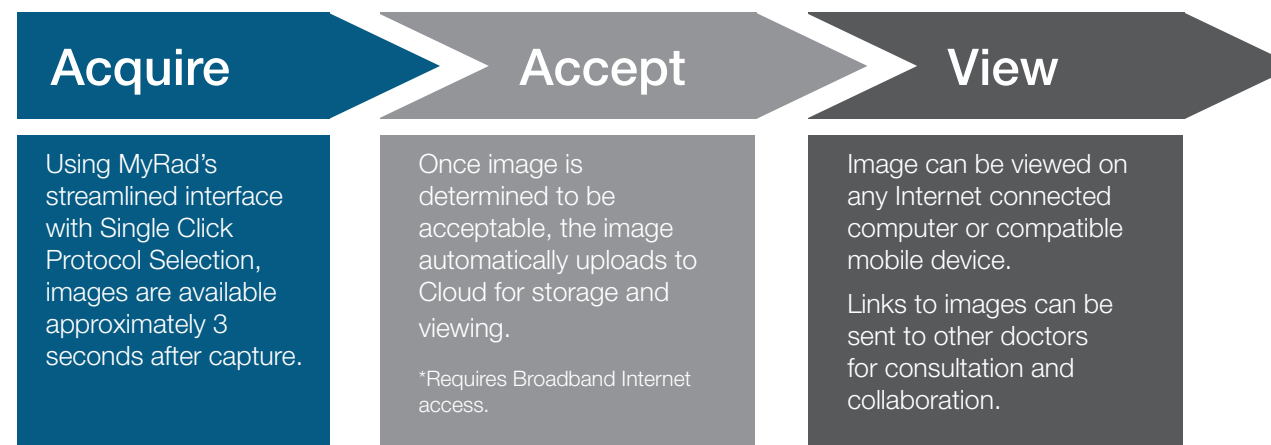 Acquire
Accept
View
Using MyRad’s
streamlined interface
with Single Click
Protocol Selection,
images are available
approximately 3
seconds after capture.
Once image is
determined to be
acceptable, the image
automatically uploads to
Cloud for storage and
viewing.
*Requires Broadband Internet
access.
Image can be viewed on
any Internet connected
computer or compatible
mobile device.
Links to images can be
sent to other doctors
for consultation and
collaboration.